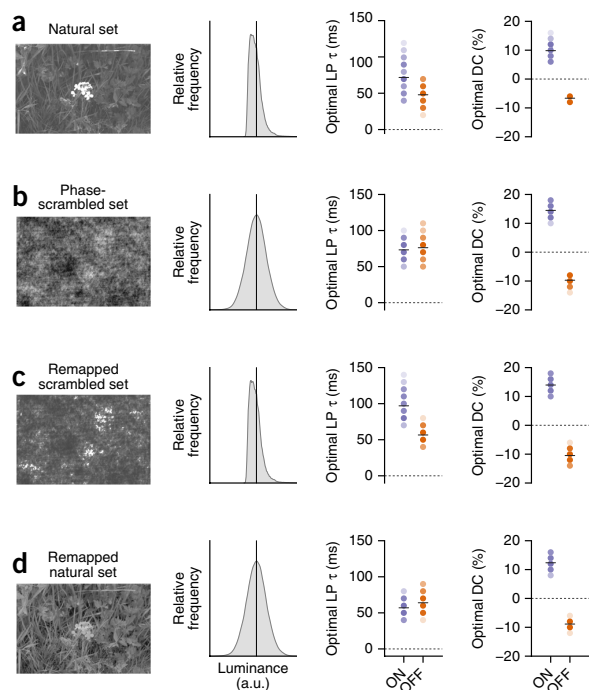 a
Natural set
Relative
frequency
Optimal LP τ (ms)
150
100
50
0
Optimal DC (%)
20
10
0
–10
–20
b
Phase-
scrambled set
Relative
frequency
Optimal LP τ (ms)
150
100
50
0
Optimal DC (%)
20
10
0
–10
–20
c
Remapped
scrambled set
Relative
frequency
Optimal LP τ (ms)
150
100
50
0
Optimal DC (%)
20
10
0
–10
–20
d
Remapped
natural set
Relative
frequency
Luminance
(a.u.)
Optimal LP τ (ms)
150
100
50
0
ON
OFF
Optimal DC (%)
20
10
0
–10
–20
ON
OFF